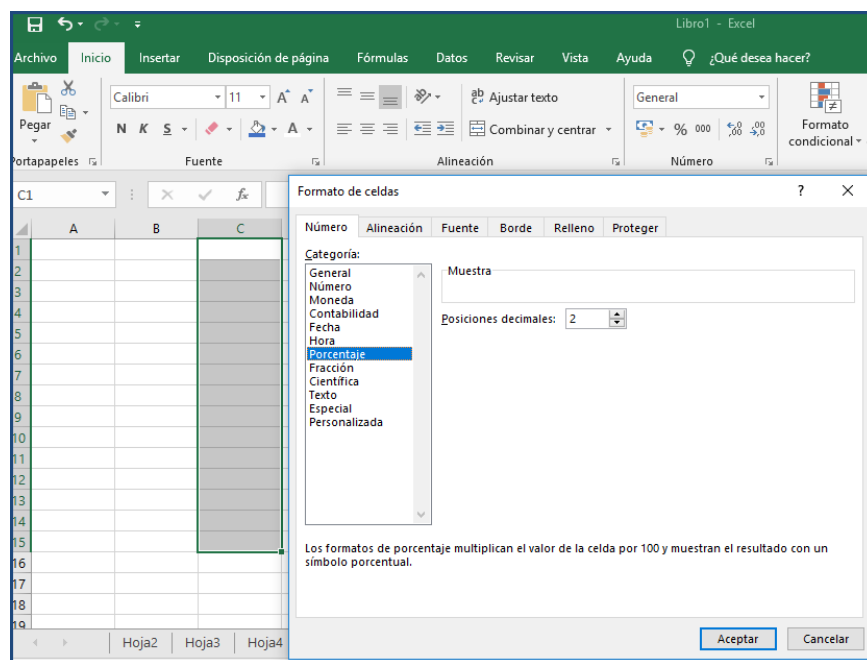 Libro1 - Excel
Archivo Inicio Insertar Disposición de página Fórmulas Datos Revisar Vista Ayuda ¿Qué desea hacer?
Pegar
Calibri 11 A A
N K S A
Ajustar texto
Combinar y centrar
General
% 000 ,00 ,00
Formato
condicional
Portapapeles Fuente Alineación Número
C1 fx
A B C
1
2
3
4
5
6
7
8
9
10
11
12
13
14
15
16
17
18
19
Hoja2 Hoja3 Hoja4
Formato de celdas ? X
Número Alineación Fuente Borde Relleno Proteger
Categoría:
General
Número
Moneda
Contabilidad
Fecha
Hora
Porcentaje
Fracción
Científica
Texto
Especial
Personalizada
Muestra
Posiciones decimales: 2
Los formatos de porcentaje multiplican el valor de la celda por 100 y muestran el resultado con un
símbolo porcentual.
Aceptar Cancelar